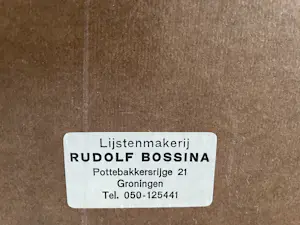 Lijstenmakerij
RUDOLF BOSSINA
Pottebakkersrijge 21
Groningen
Tel. 050-125441